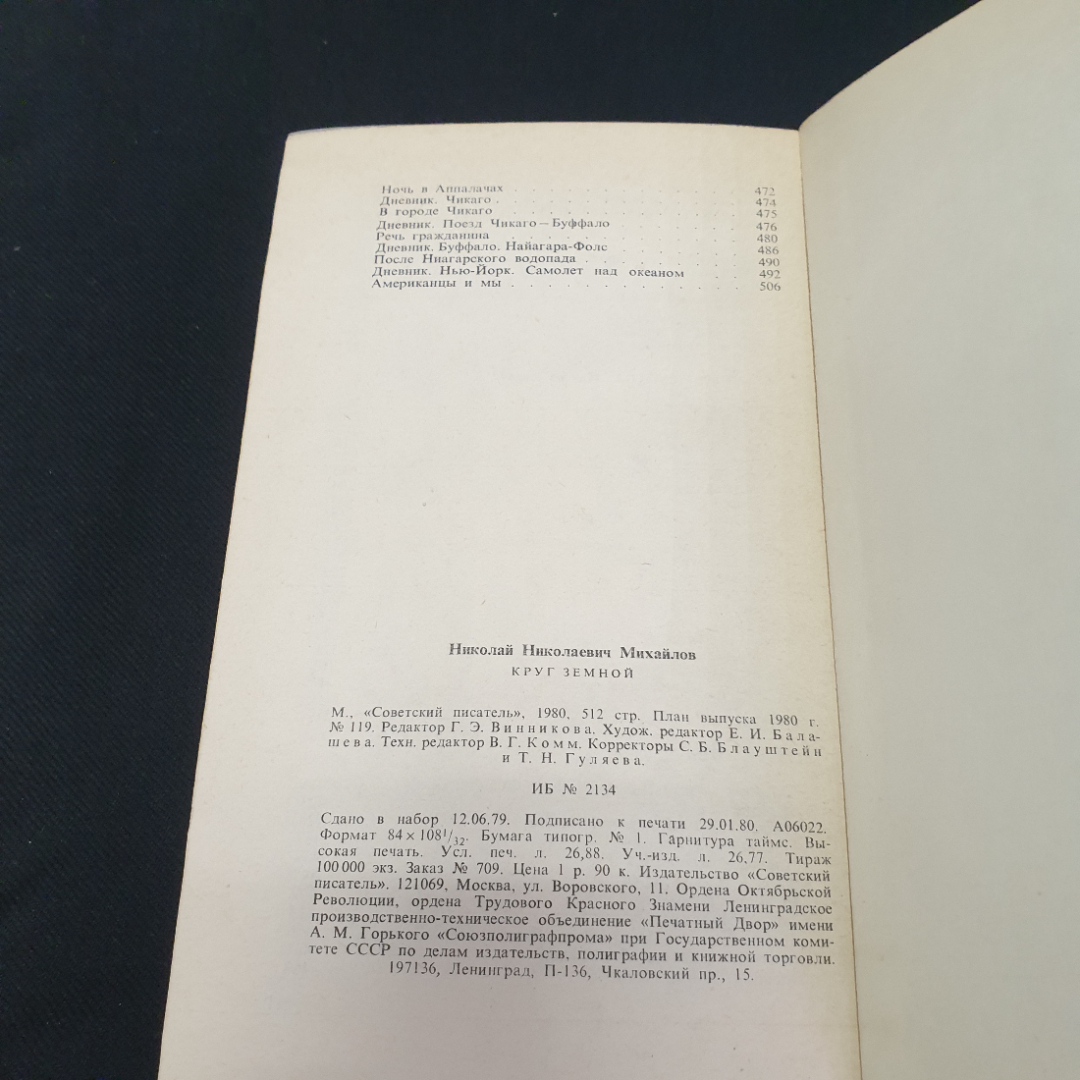 Ночь в Аппалачах . . . . . . . . . . . . . 472
Дневник. Чикаго . . . . . . . . . . . . . 474
В городе Чикаго . . . . . . . . . . . . . 475
Дневник. Поезд Чикаго — Буффало . . . . . . 476
Речь гражданина . . . . . . . . . . . . . 480
Дневник. Буффало. Найагара-Фолс . . . . . . 486
После Ниагарского водопада . . . . . . . . 490
Дневник. Нью-Йорк. Самолет над океаном . . 492
Американцы и мы . . . . . . . . . . . . . 506
Николай Николаевич Михайлов
КРУГ ЗЕМНОЙ
М., «Советский писатель», 1980, 512 стр. План выпуска 1980 г.
№ 119. Редактор Г. Э. Винникова. Худож. редактор Е. И. Бала-
шева. Техн. редактор В. Г. Комм. Корректоры С. Б. Блауштейн
и Т. Н. Гуляева.
ИБ № 2134
Сдано в набор 12.06.79. Подписано к печати 29.01.80. А06022.
Формат 84×108¹/₃₂. Бумага типогр. № 1. Гарнитура таймс. Вы-
сокая печать. Усл. печ. л. 26,88. Уч.-изд. л. 26,77. Тираж
100 000 экз. Заказ № 709. Цена 1 р. 90 к. Издательство «Советский
писатель». 121069, Москва, ул. Воровского, 11. Ордена Октябрьской
Революции, ордена Трудового Красного Знамени Ленинградское
производственно-техническое объединение «Печатный Двор» имени
А. М. Горького «Союзполиграфпрома» при Государственном коми-
тете СССР по делам издательств, полиграфии и книжной торговли.
197136, Ленинград, П-136, Чкаловский пр., 15.